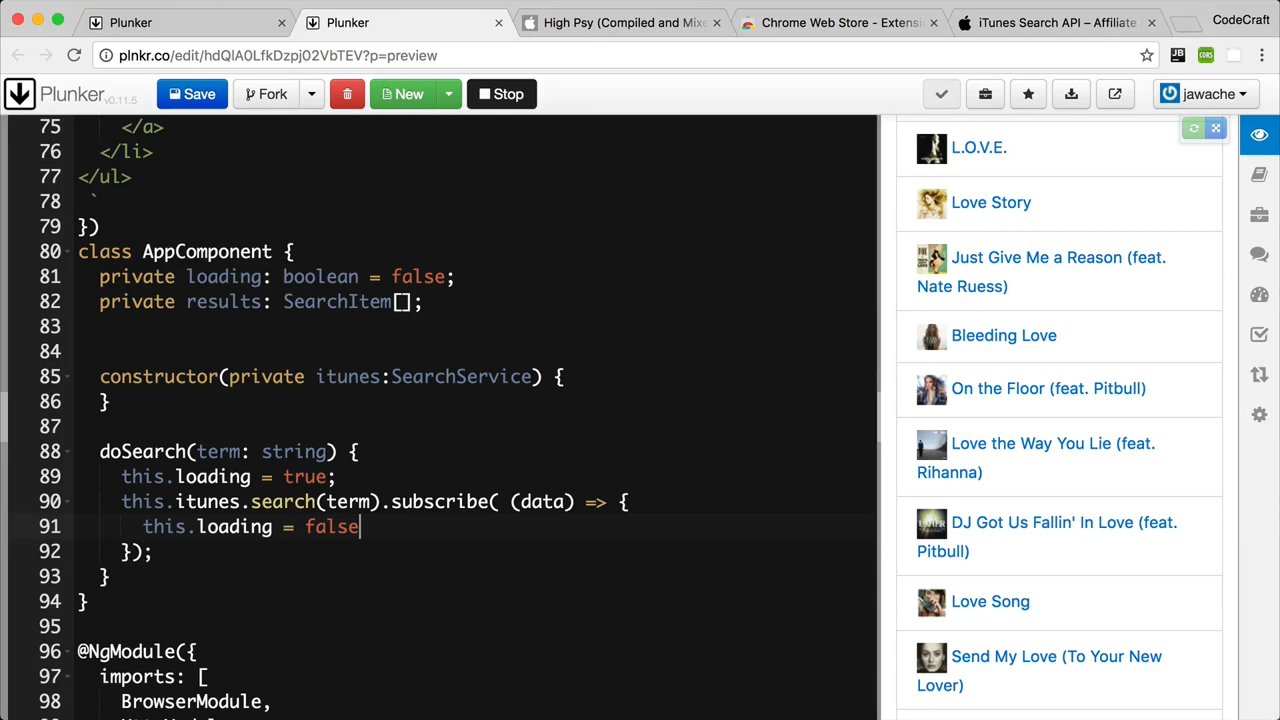 Plunker
Plunker
High Psy (Compiled and Mixe
Chrome Web Store - Extensi
iTunes Search API – Affiliate
CodeCraft
plnkr.co/edit/hdQlA0LfkDzpj02VbTEV?p=preview
JB
CORS
Plunker v0.11.5
Save
Fork
New
Stop
jawache
75 </a>
76 </li>
77 </ul>
78 `
79 })
80 class AppComponent {
81 private loading: boolean = false;
82 private results: SearchItem[];
83
84
85 constructor(private itunes:SearchService) {
86 }
87
88 doSearch(term: string) {
89 this.loading = true;
90 this.itunes.search(term).subscribe( (data) => {
91 this.loading = false
92 });
93 }
94 }
95
96 @NgModule({
97 imports: [
98 BrowserModule,
L.O.V.E.
Love Story
Just Give Me a Reason (feat.
Nate Ruess)
Bleeding Love
On the Floor (feat. Pitbull)
Love the Way You Lie (feat.
Rihanna)
DJ Got Us Fallin' In Love (feat.
Pitbull)
Love Song
Send My Love (To Your New
Lover)